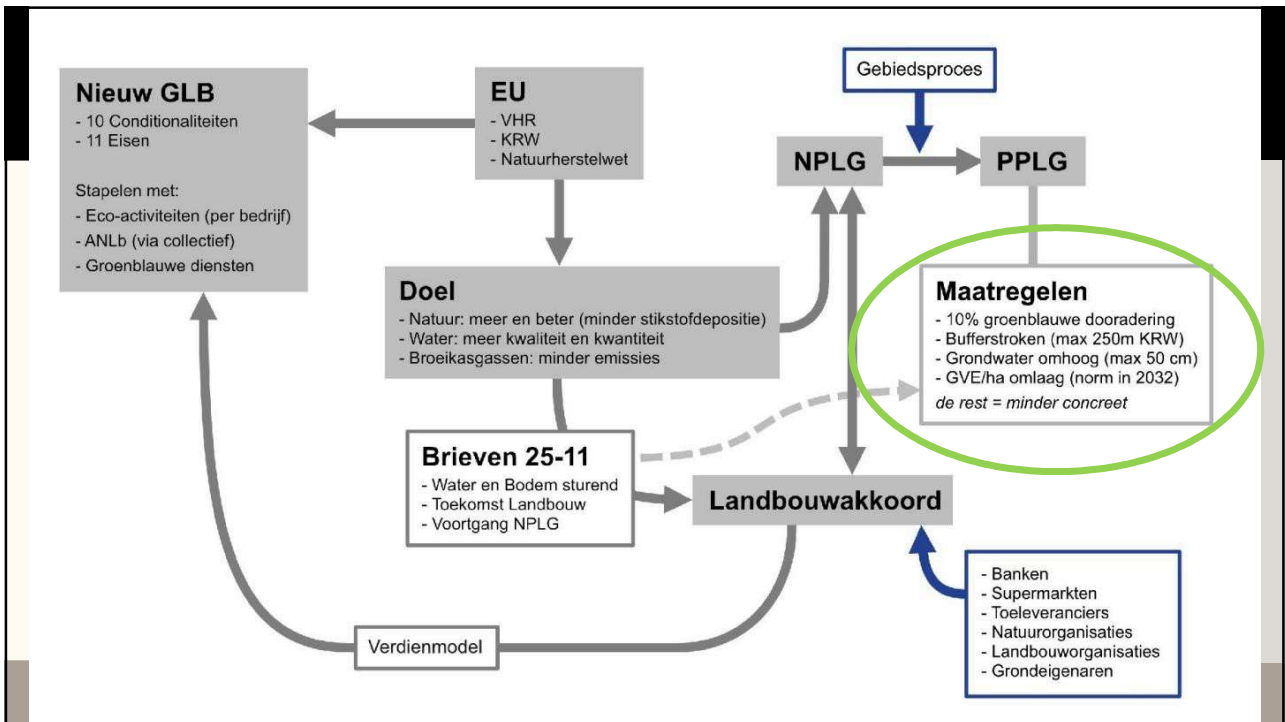 Nieuw GLB
- 10 Conditionaliteiten
- 11 Eisen
Stapelen met:
- Eco-activiteiten (per bedrijf)
- ANLb (via collectief)
- Groenblauwe diensten
EU
- VHR
- KRW
- Natuurherstelwet
Gebiedsproces
NPLG
PPLG
Doel
- Natuur: meer en beter (minder stikstofdepositie)
- Water: meer kwaliteit en kwantiteit
- Broeikasgassen: minder emissies
Maatregelen
- 10% groenblauwe dooradering
- Bufferstroken (max 250m KRW)
- Grondwater omhoog (max 50 cm)
- GVE/ha omlaag (norm in 2032)
de rest = minder concreet
Brieven 25-11
- Water en Bodem sturend
- Toekomst Landbouw
- Voortgang NPLG
Landbouwakkoord
- Banken
- Supermarkten
- Toeleveranciers
- Natuurorganisaties
- Landbouworganisaties
- Grondeigenaren
Verdienmodel